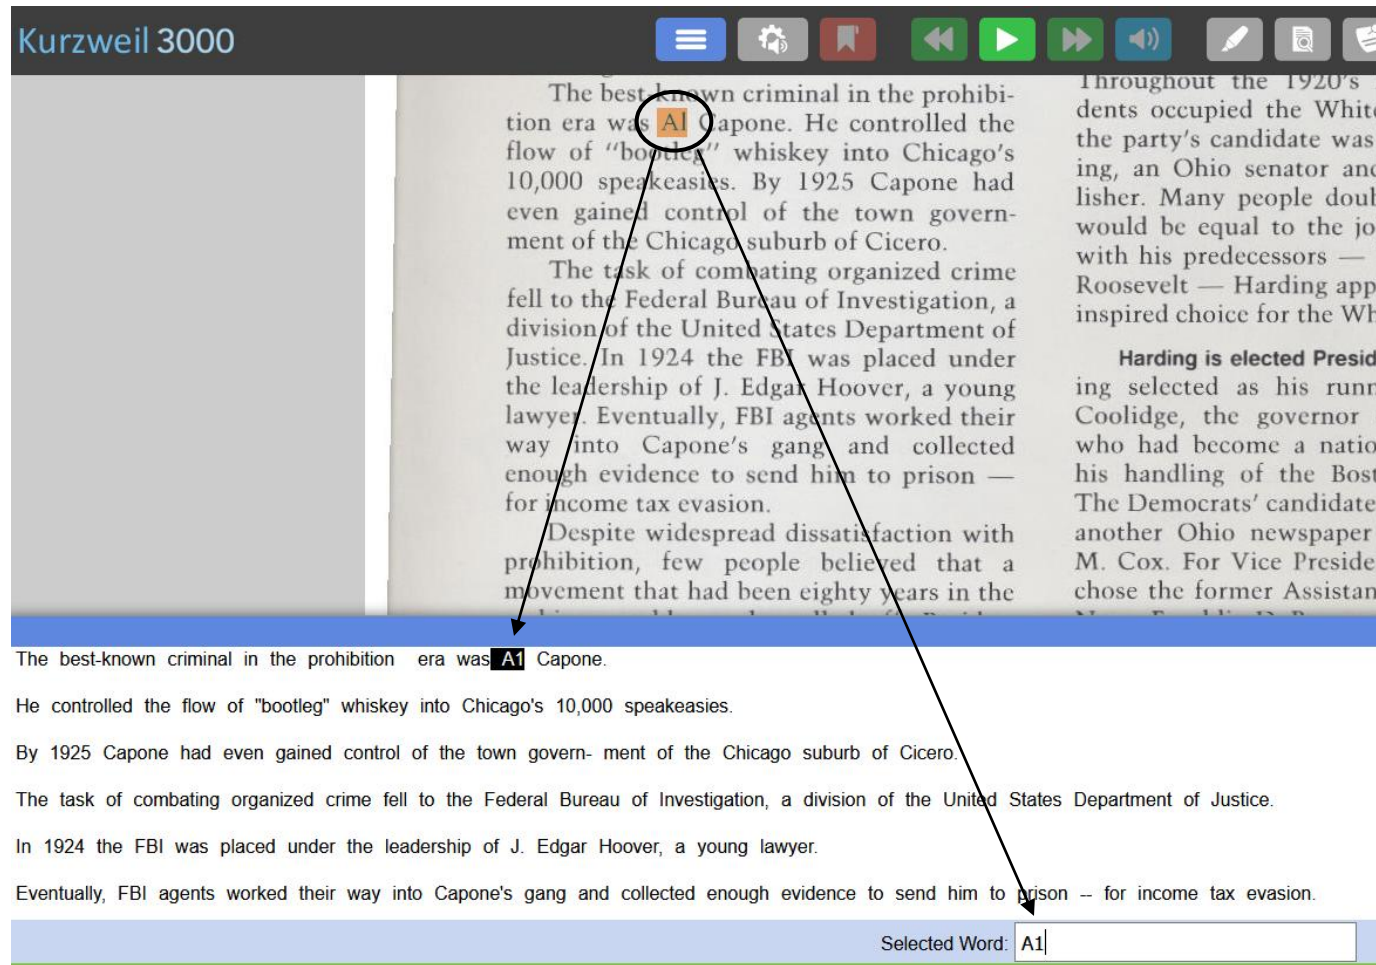 Kurzweil 3000
The best-known criminal in the prohibi-
tion era was Al Capone. He controlled the
flow of "bootleg" whiskey into Chicago's
10,000 speakeasies. By 1925 Capone had
even gained control of the town govern-
ment of the Chicago suburb of Cicero.
The task of combating organized crime
fell to the Federal Bureau of Investigation, a
division of the United States Department of
Justice. In 1924 the FBI was placed under
the leadership of J. Edgar Hoover, a young
lawyer. Eventually, FBI agents worked their
way into Capone's gang and collected
enough evidence to send him to prison —
for income tax evasion.
Despite widespread dissatisfaction with
prohibition, few people believed that a
movement that had been eighty years in the
Throughout the 1920's
dents occupied the White
the party's candidate was
ing, an Ohio senator and
lisher. Many people doub
would be equal to the jo
with his predecessors —
Roosevelt — Harding app
inspired choice for the Wh
Harding is elected Presid
ing selected as his runn
Coolidge, the governor
who had become a natio
his handling of the Bost
The Democrats' candidate
another Ohio newspaper
M. Cox. For Vice Preside
chose the former Assistan
The best-known criminal in the prohibition era was A1 Capone.
He controlled the flow of "bootleg" whiskey into Chicago's 10,000 speakeasies.
By 1925 Capone had even gained control of the town govern- ment of the Chicago suburb of Cicero.
The task of combating organized crime fell to the Federal Bureau of Investigation, a division of the United States Department of Justice.
In 1924 the FBI was placed under the leadership of J. Edgar Hoover, a young lawyer.
Eventually, FBI agents worked their way into Capone's gang and collected enough evidence to send him to prison -- for income tax evasion.
Selected Word: A1